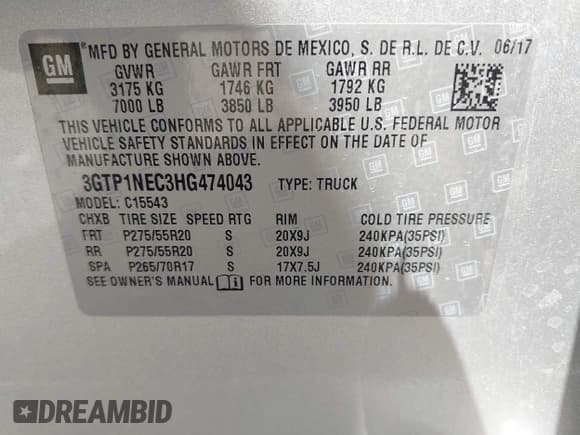 GM
®MFD BY GENERAL MOTORS DE MEXICO, S. DE R.L. DE C.V. 06/17
GVWR GAWR FRT GAWR RR
3175 KG 1746 KG 1792 KG
7000 LB 3850 LB 3950 LB
THIS VEHICLE CONFORMS TO ALL APPLICABLE U.S. FEDERAL MOTOR
VEHICLE SAFETY STANDARDS IN EFFECT ON THE DATE OF
MANUFACTURE SHOWN ABOVE.
3GTP1NEC3HG474043 TYPE: TRUCK
MODEL: C15543
CHXB TIRE SIZE SPEED RTG RIM COLD TIRE PRESSURE
FRT P275/55R20 S 20X9J 240KPA(35PSI)
RR P275/55R20 S 20X9J 240KPA(35PSI)
SPA P265/70R17 S 17X7.5J 240KPA(35PSI)
SEE OWNER'S MANUAL FOR MORE INFORMATION.
DREAMBID